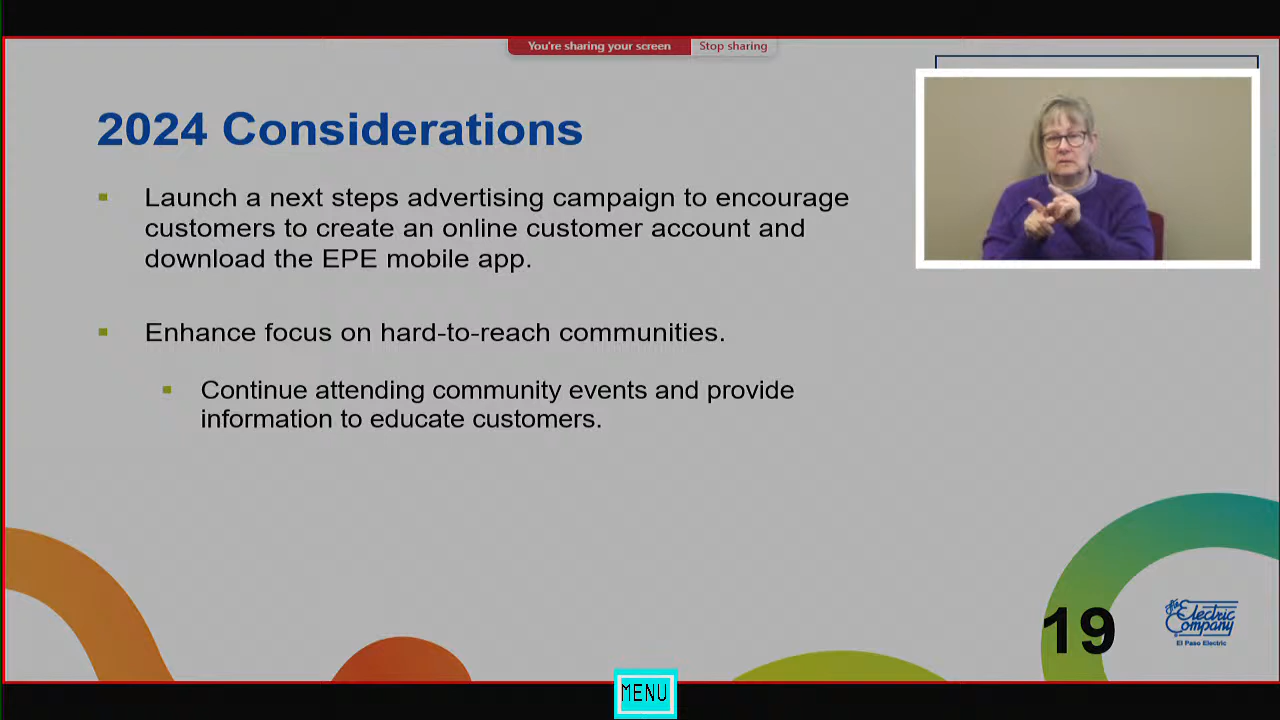 You're sharing your screen Stop sharing
2024 Considerations
Launch a next steps advertising campaign to encourage
customers to create an online customer account and
download the EPE mobile app.
Enhance focus on hard-to-reach communities.
Continue attending community events and provide
information to educate customers.
19
The
Electric
Company
El Paso Electric
MENU